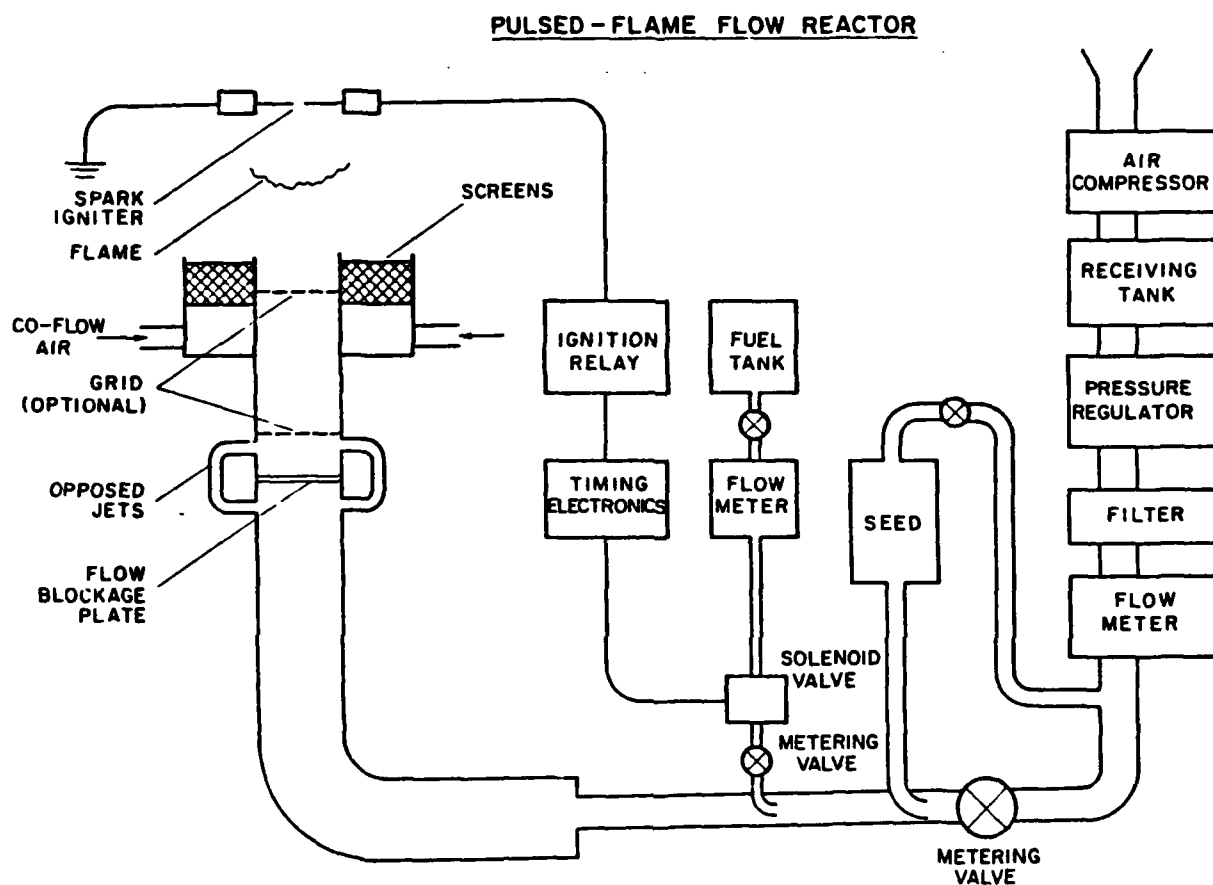 PULSED-FLAME FLOW REACTOR
SPARK
IGNITER
FLAME
SCREENS
CO-FLOW
AIR
GRID
(OPTIONAL)
OPPOSED
JETS
FLOW
BLOCKAGE
PLATE
IGNITION
RELAY
TIMING
ELECTRONICS
FUEL
TANK
FLOW
METER
SOLENOID
VALVE
METERING
VALVE
SEED
AIR
COMPRESSOR
RECEIVING
TANK
PRESSURE
REGULATOR
FILTER
FLOW
METER
METERING
VALVE